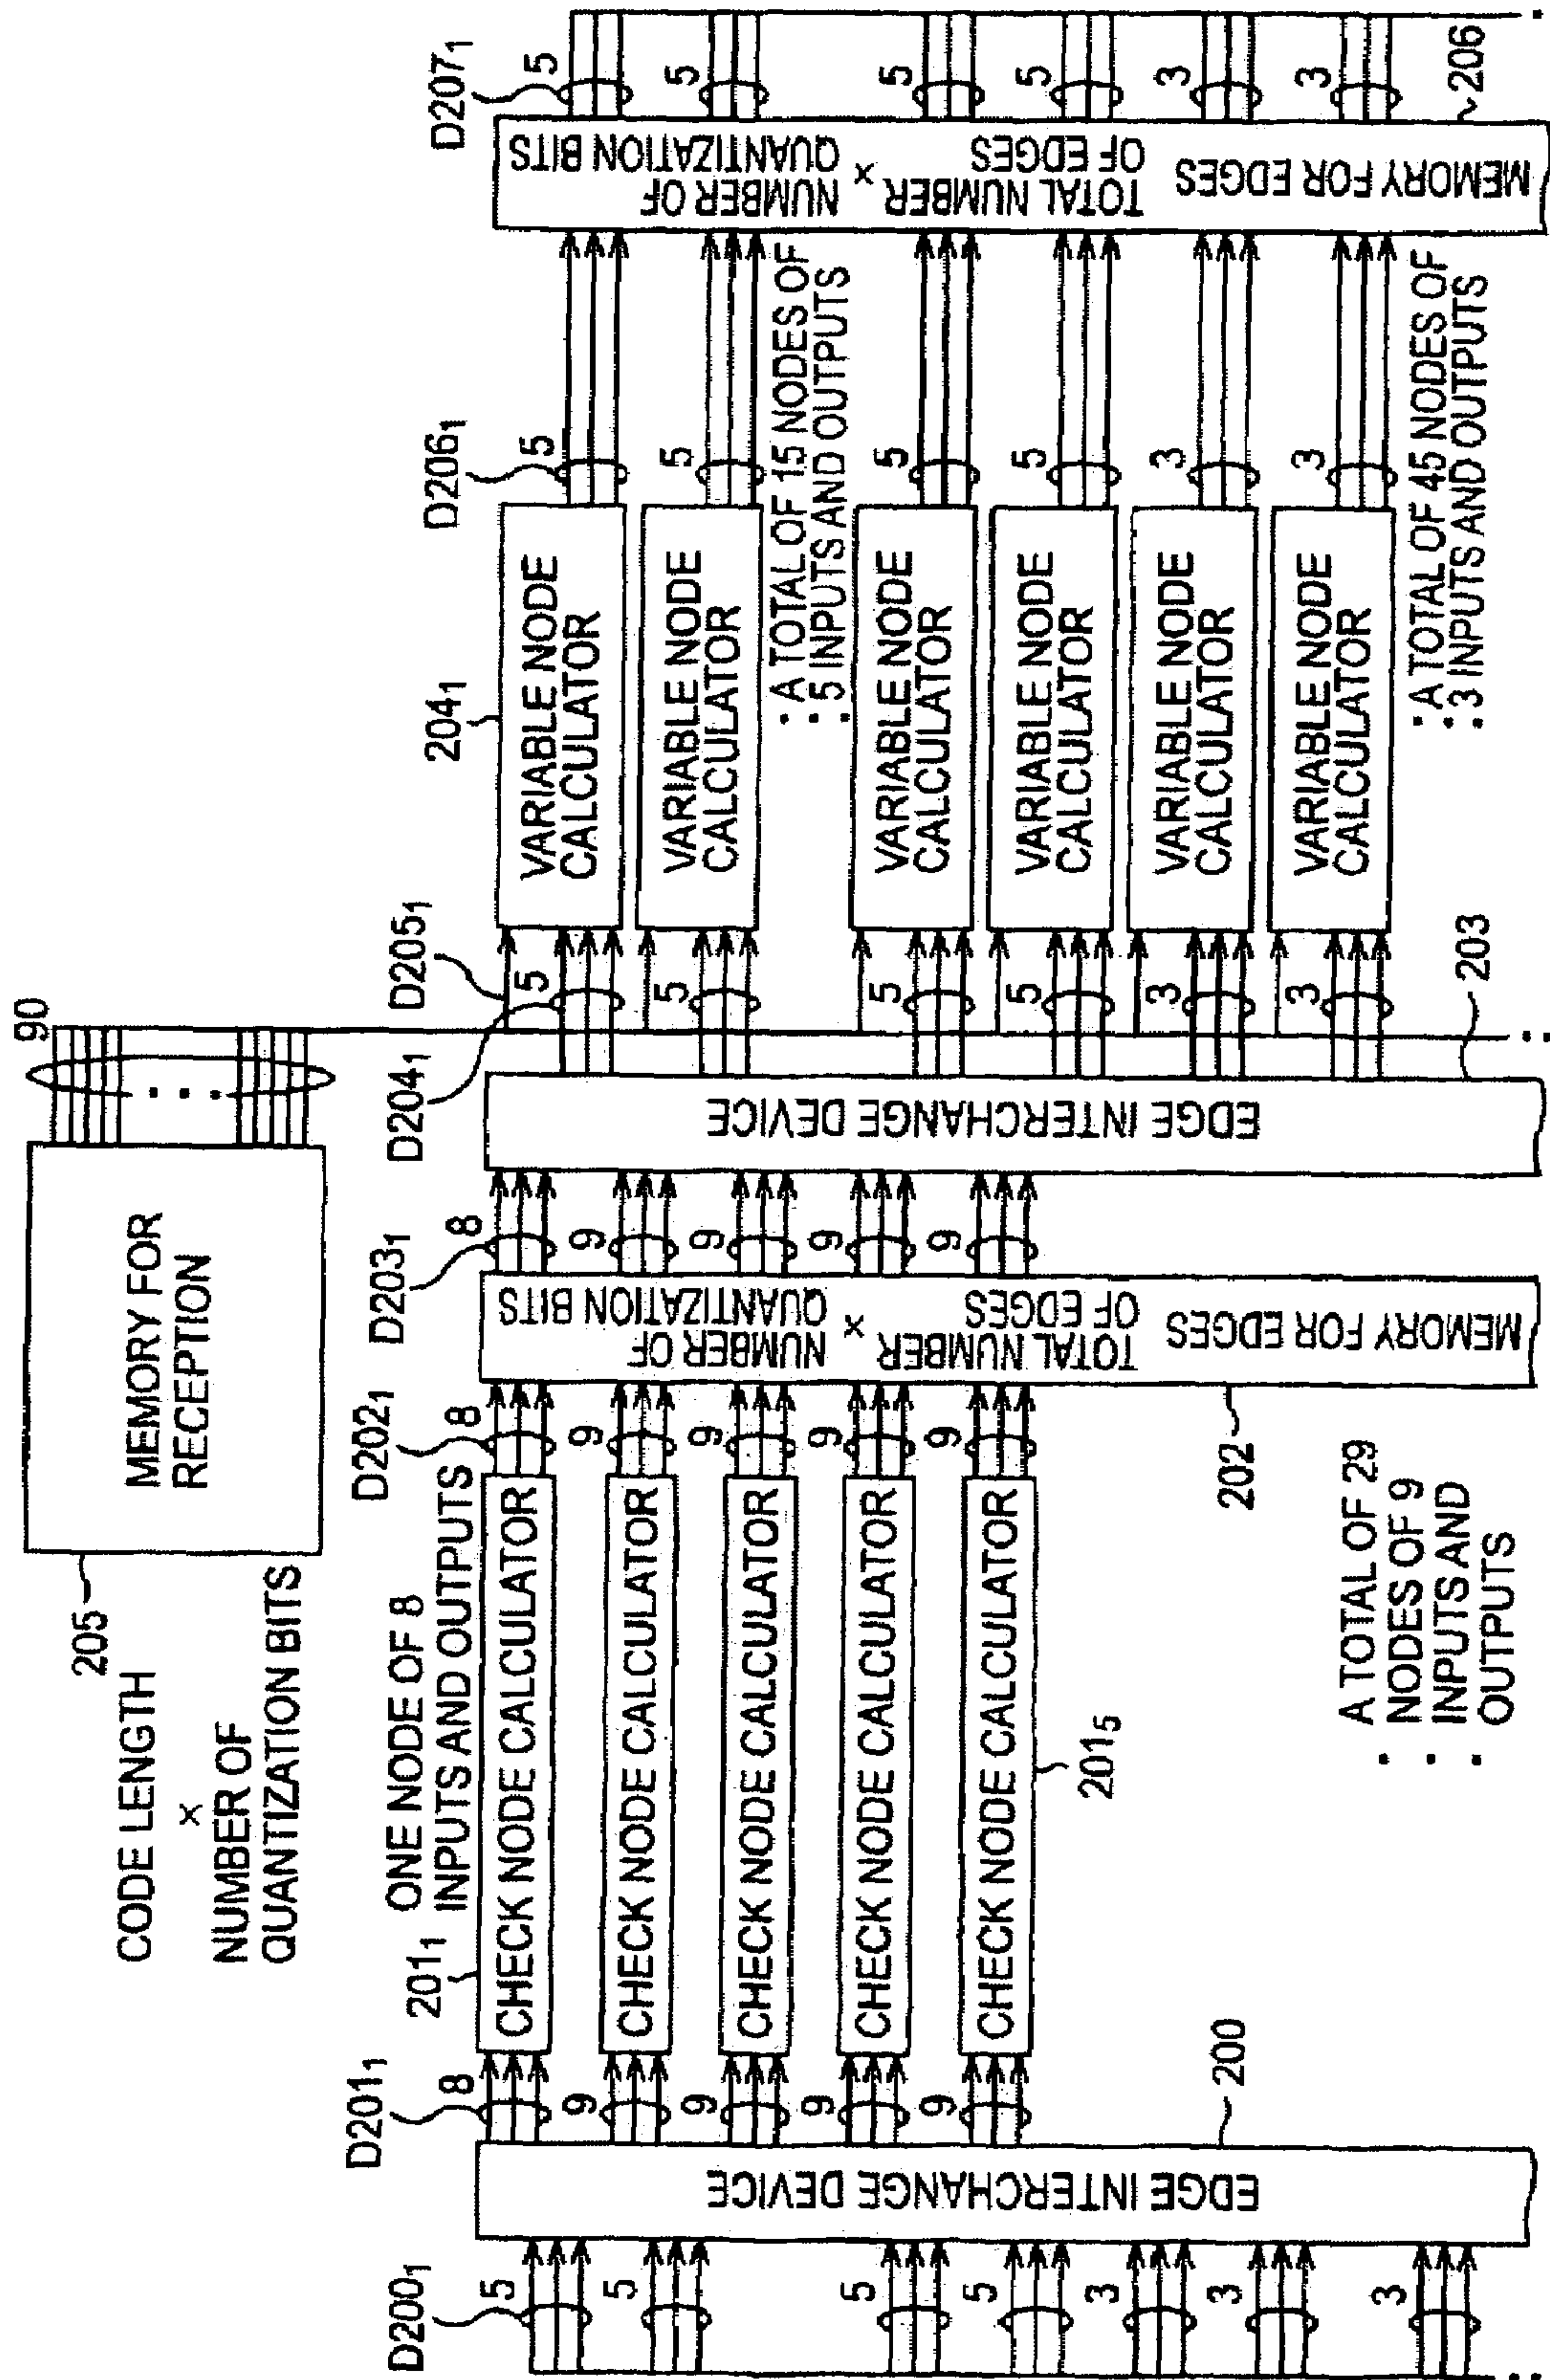 205
CODE LENGTH
×
NUMBER OF
QUANTIZATION BITS
MEMORY FOR
RECEPTION
90
D200₁
5
5
5
5
3
3
3
EDGE INTERCHANGE DEVICE
200
D201₁
8
9
9
9
9
201₁
ONE NODE OF 8
INPUTS AND OUTPUTS
CHECK NODE CALCULATOR
CHECK NODE CALCULATOR
CHECK NODE CALCULATOR
CHECK NODE CALCULATOR
CHECK NODE CALCULATOR
201₅
A TOTAL OF 29
NODES OF 9
INPUTS AND
OUTPUTS
D202₁
8
9
9
9
9
MEMORY FOR EDGES
TOTAL NUMBER
OF EDGES
×
NUMBER OF
QUANTIZATION BITS
202
D203₁
8
9
9
9
9
EDGE INTERCHANGE DEVICE
203
D204₁
D205₁
5
5
5
5
3
3
204₁
VARIABLE NODE
CALCULATOR
VARIABLE NODE
CALCULATOR
A TOTAL OF 15 NODES OF
5 INPUTS AND OUTPUTS
VARIABLE NODE
CALCULATOR
VARIABLE NODE
CALCULATOR
VARIABLE NODE
CALCULATOR
VARIABLE NODE
CALCULATOR
A TOTAL OF 45 NODES OF
3 INPUTS AND OUTPUTS
D206₁
5
5
5
5
3
3
MEMORY FOR EDGES
TOTAL NUMBER
OF EDGES
×
NUMBER OF
QUANTIZATION BITS
206
D207₁
5
5
5
5
3
3